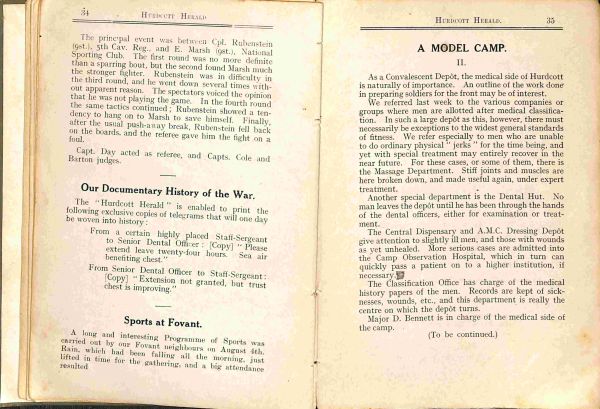 34
HURDCOTT HERALD
The principal event was between Cpl. Rubenstein
(9st.), 5th Cav. Reg., and E. Marsh (9st.), National
Sporting Club. The first round was no more definite
than a sparring bout, but the second found Marsh much
the stronger fighter. Rubenstein was in difficulty in
the third round, and he went down several times with-
out apparent reason. The spectators voiced the opinion
that he was not playing the game. In the fourth round
the same tactics continued; Rubenstein showed a ten-
dency to hang on to Marsh to save himself. Finally,
after the usual push-away break, Rubenstein fell back
on the boards, and the referee gave him the fight on a
foul.
Capt. Day acted as referee, and Capts. Cole and
Barton judges.
Our Documentary History of the War.
The "Hurdcott Herald" is enabled to print the
following exclusive copies of telegrams that will one day
be woven into history:
From a certain highly placed Staff-Sergeant
to Senior Dental Officer: [Copy] "Please
extend leave twenty-four hours. Sea air
benefiting chest."
From Senior Dental Officer to Staff-Sergeant:
[Copy] "Extension not granted, but trust
chest is improving."
Sports at Fovant.
A long and interesting Programme of Sports was
carried out by our Fovant neighbours on August 4th.
Rain, which had been falling all the morning, just
lifted in time for the gathering, and a big attendance
resulted
HURDCOTT HERALD.
35
A MODEL CAMP.
II.
As a Convalescent Depôt, the medical side of Hurdcott
is naturally of importance. An outline of the work done
in preparing soldiers for the front may be of interest.
We referred last week to the various companies or
groups where men are allotted after medical classifica-
tion. In such a large depôt as this, however, there must
necessarily be exceptions to the widest general standards
of fitness. We refer especially to men who are unable
to do ordinary physical "jerks" for the time being, and
yet with special treatment may entirely recover in the
near future. For these cases, or some of them, there is
the Massage Department. Stiff joints and muscles are
here broken down, and made useful again, under expert
treatment.
Another special department is the Dental Hut. No
man leaves the depôt until he has been through the hands
of the dental officers, either for examination or treat-
ment.
The Central Dispensary and A.M.C. Dressing Depôt
give attention to slightly ill men, and those with wounds
as yet unhealed. More serious cases are admitted into
the Camp Observation Hospital, which in turn can
quickly pass a patient on to a higher institution, if
necessary.
The Classification Office has charge of the medical
history papers of the men. Records are kept of sick-
nesses, wounds, etc., and this department is really the
centre on which the depôt turns.
Major D. Bennett is in charge of the medical side of
the camp.
(To be continued.)